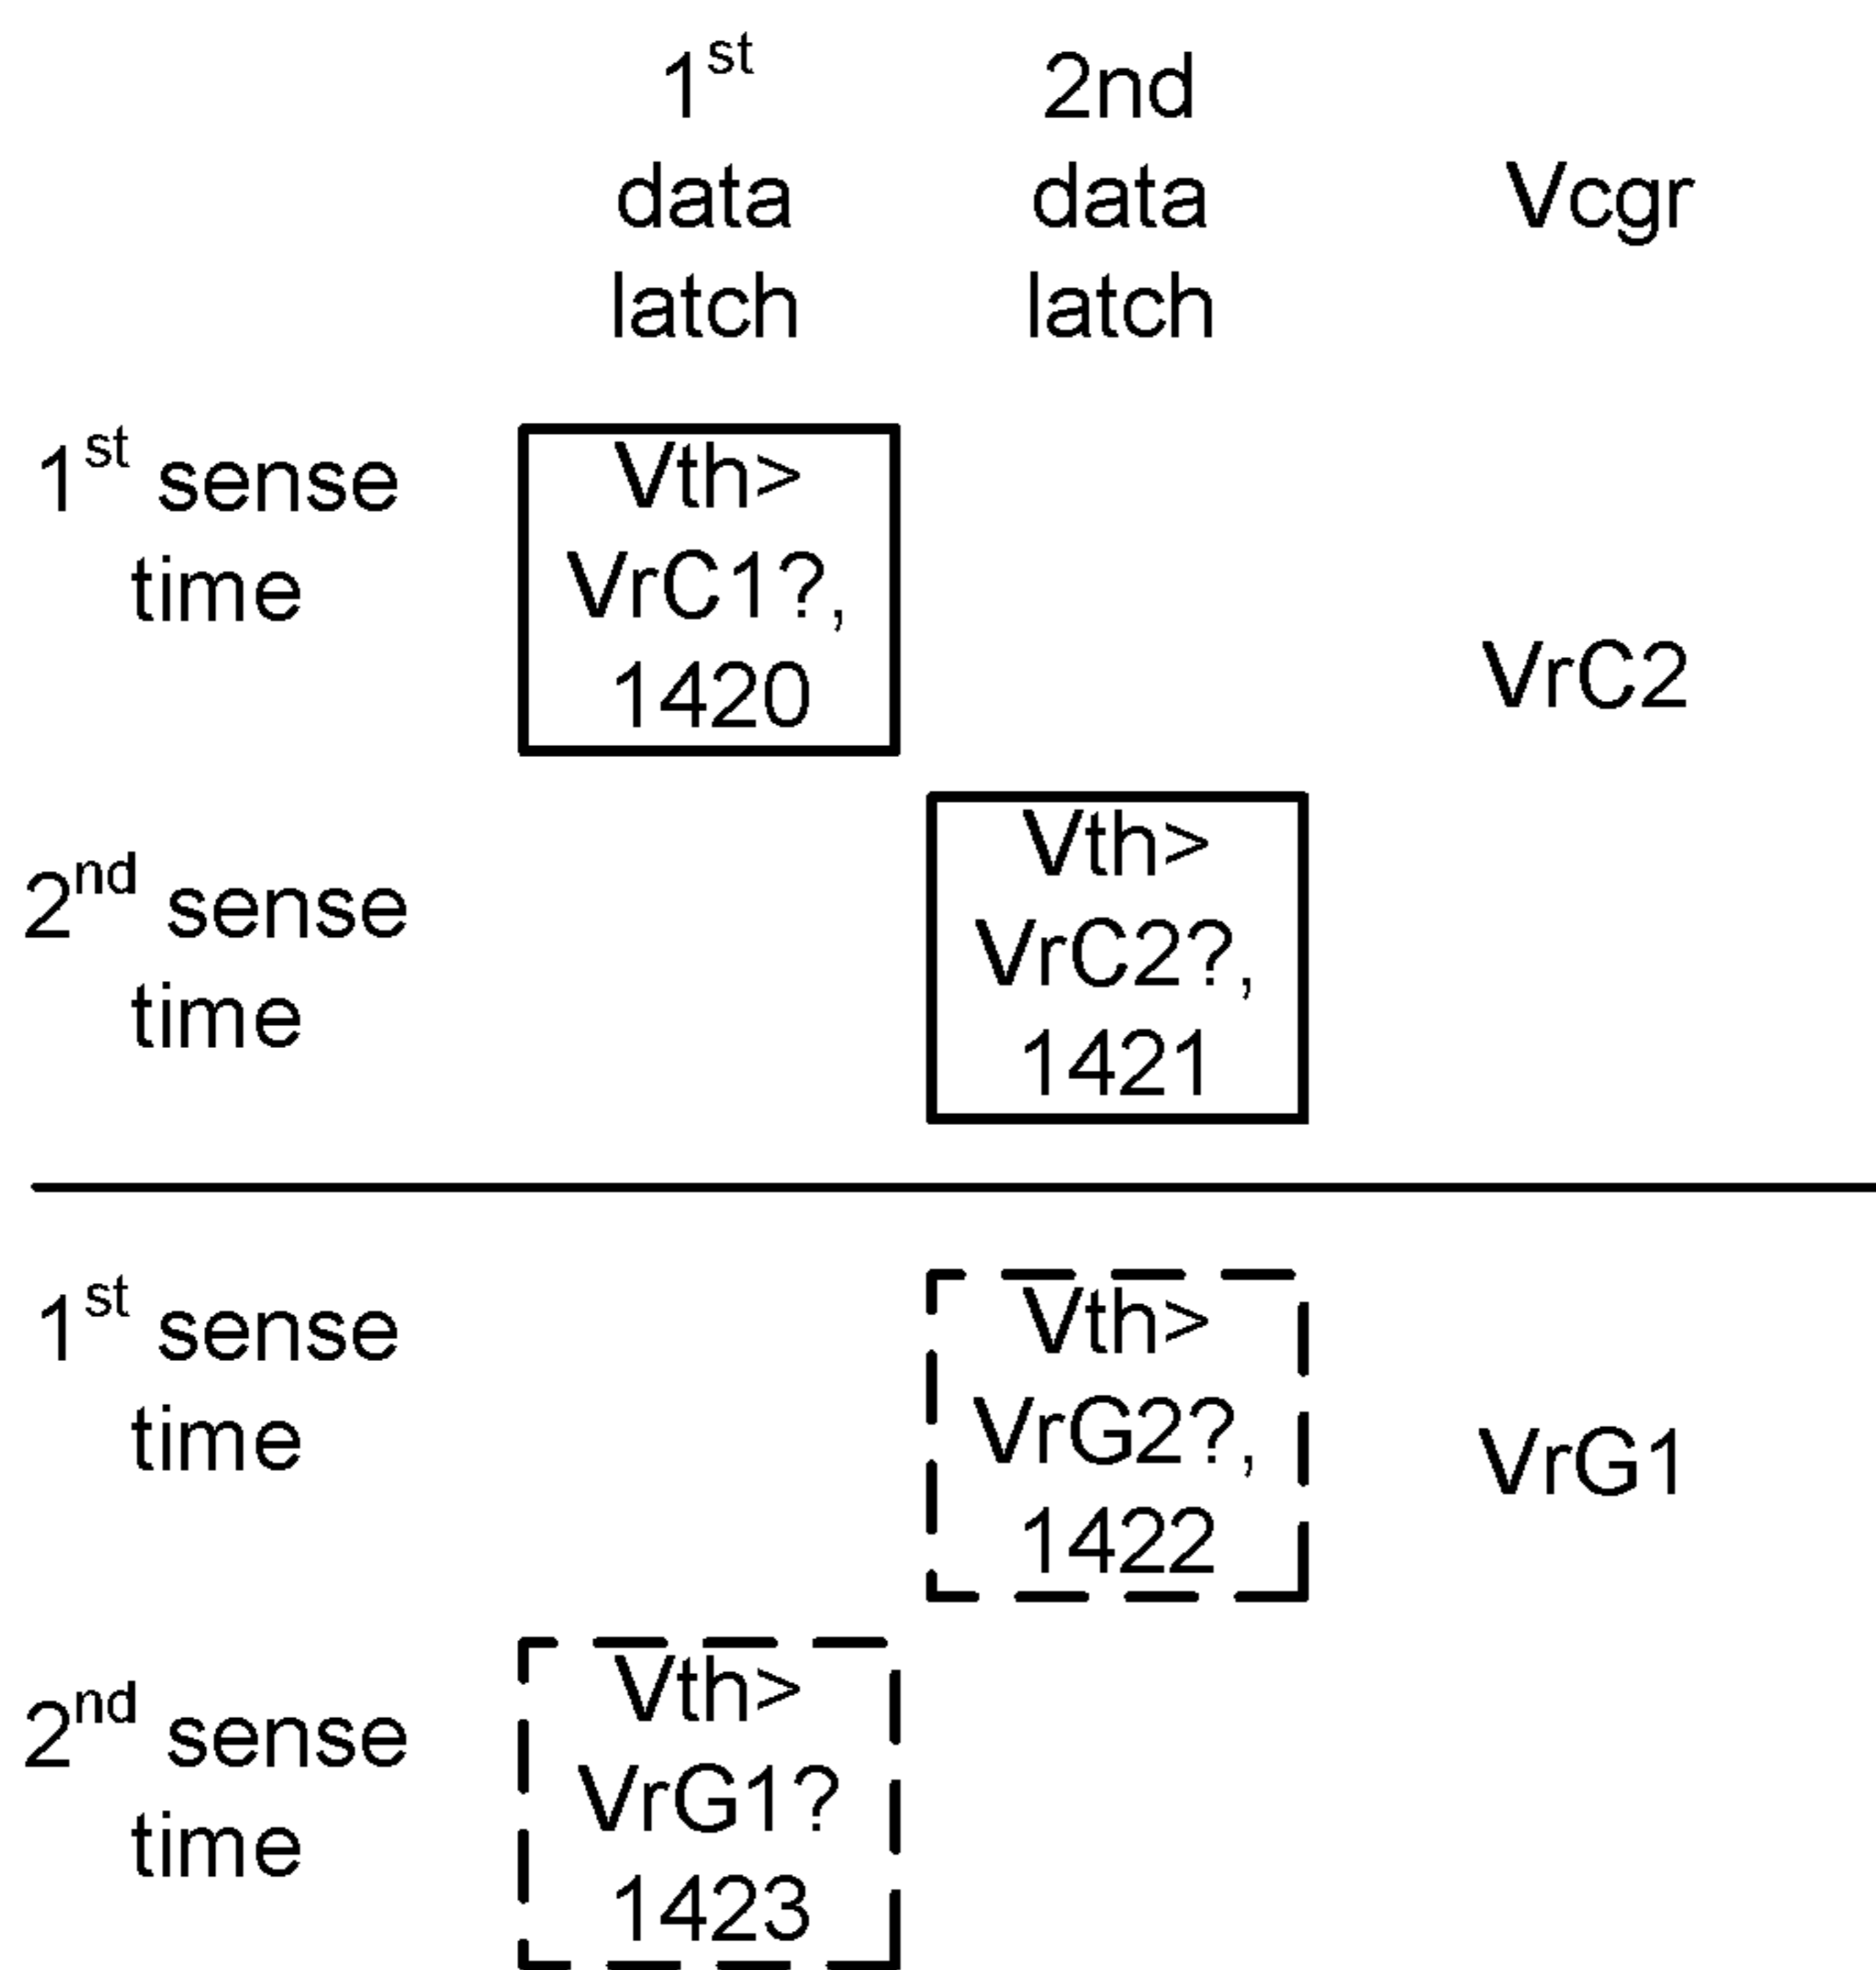 1st
data
latch
2nd
data
latch
Vcgr
1st sense
time
Vth>
VrC1?,
1420
VrC2
2nd sense
time
Vth>
VrC2?,
1421
1st sense
time
Vth>
VrG2?,
1422
VrG1
2nd sense
time
Vth>
VrG1?
1423